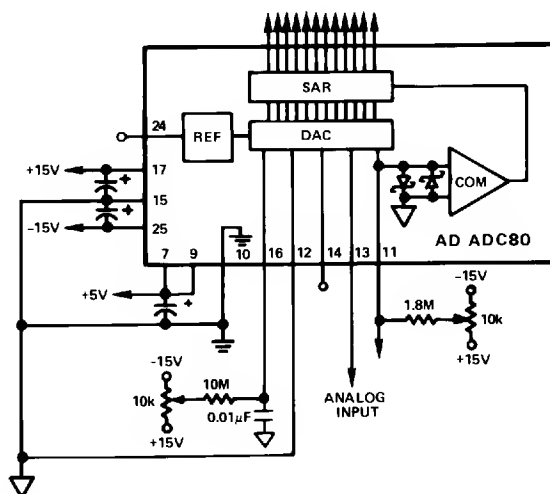 SAR
24
REF
DAC
+15V
17
COM
15
-15V
25
AD ADC80
7
9
10
16
12
14
13
11
+5V
-15V
1.8M
10k
+15V
-15V
10k
10M
0.01μF
ANALOG
INPUT
+15V